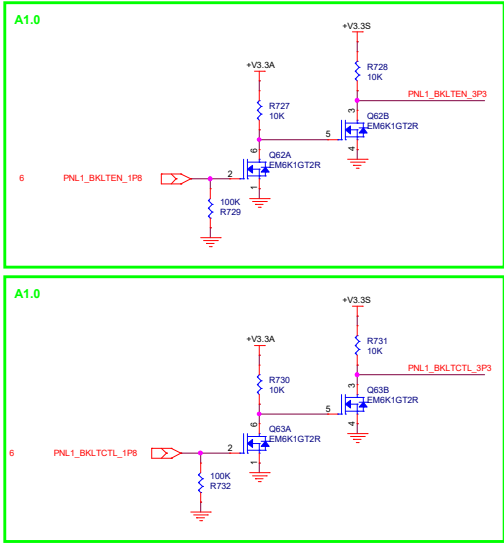 A1.0
+V3.3S
R728
10K
+V3.3A
PNL1_BKLTEN_3P3
R727
10K
3
Q62B
EM6K1GT2R
5
4
6
Q62A
EM6K1GT2R
6 PNL1_BKLTEN_1P8
2
1
100K
R729
A1.0
+V3.3S
R731
10K
+V3.3A
PNL1_BKLTCTL_3P3
R730
10K
3
Q63B
EM6K1GT2R
5
4
6
Q63A
EM6K1GT2R
6 PNL1_BKLTCTL_1P8
2
1
100K
R732